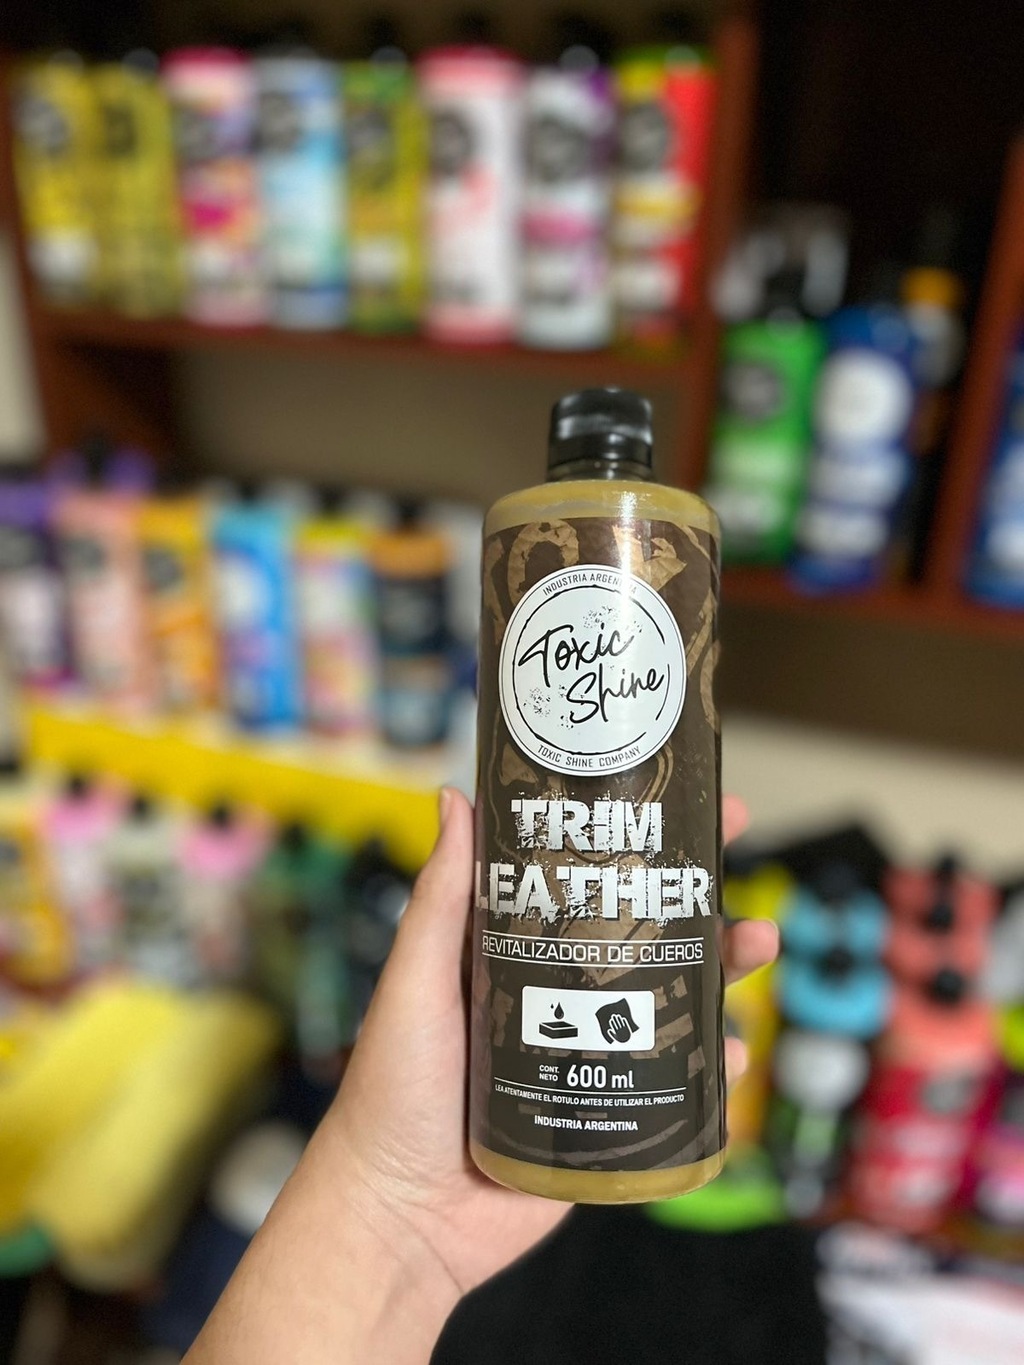 INDUSTRIA ARGENTINA
Toxic
Shine
TOXIC SHINE COMPANY
TRIM
LEATHER
REVITALIZADOR DE CUEROS
CONT.
NETO 600 ml
LEA ATENTAMENTE EL ROTULO ANTES DE UTILIZAR EL PRODUCTO
INDUSTRIA ARGENTINA